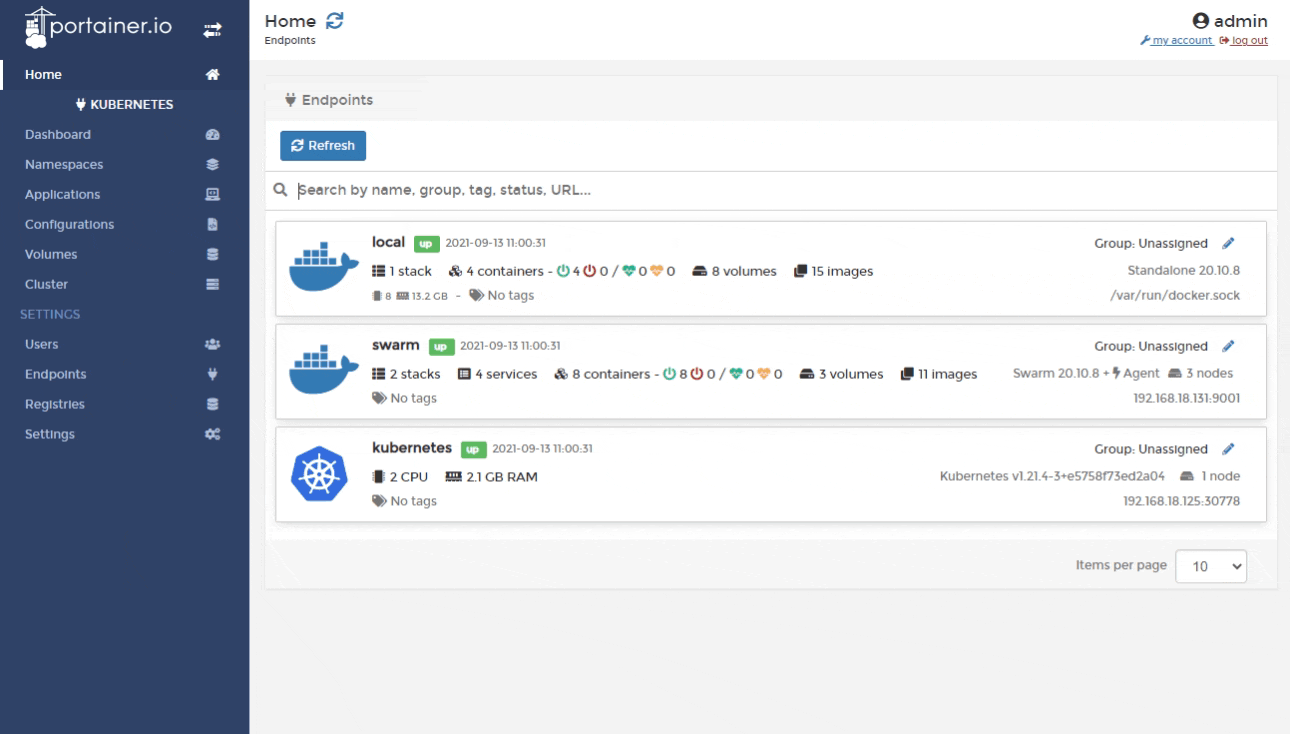 portainer.io
Home
KUBERNETES
Dashboard
Namespaces
Applications
Configurations
Volumes
Cluster
SETTINGS
Users
Endpoints
Registries
Settings
Home
Endpoints
admin
my account log out
Endpoints
Refresh
Search by name, group, tag, status, URL...
local up 2021-09-13 11:00:31 Group: Unassigned
1 stack 4 containers - 4 0 / 0 0 8 volumes 15 images Standalone 20.10.8
8 13.2 GB - No tags /var/run/docker.sock
swarm up 2021-09-13 11:00:31 Group: Unassigned
2 stacks 4 services 8 containers - 8 0 / 0 0 3 volumes 11 images Swarm 20.10.8 + Agent 3 nodes
No tags 192.168.18.131:9001
kubernetes up 2021-09-13 11:00:31 Group: Unassigned
2 CPU 2.1 GB RAM Kubernetes v1.21.4-3+e5758f73ed2a04 1 node
No tags 192.168.18.125:30778
Items per page 10